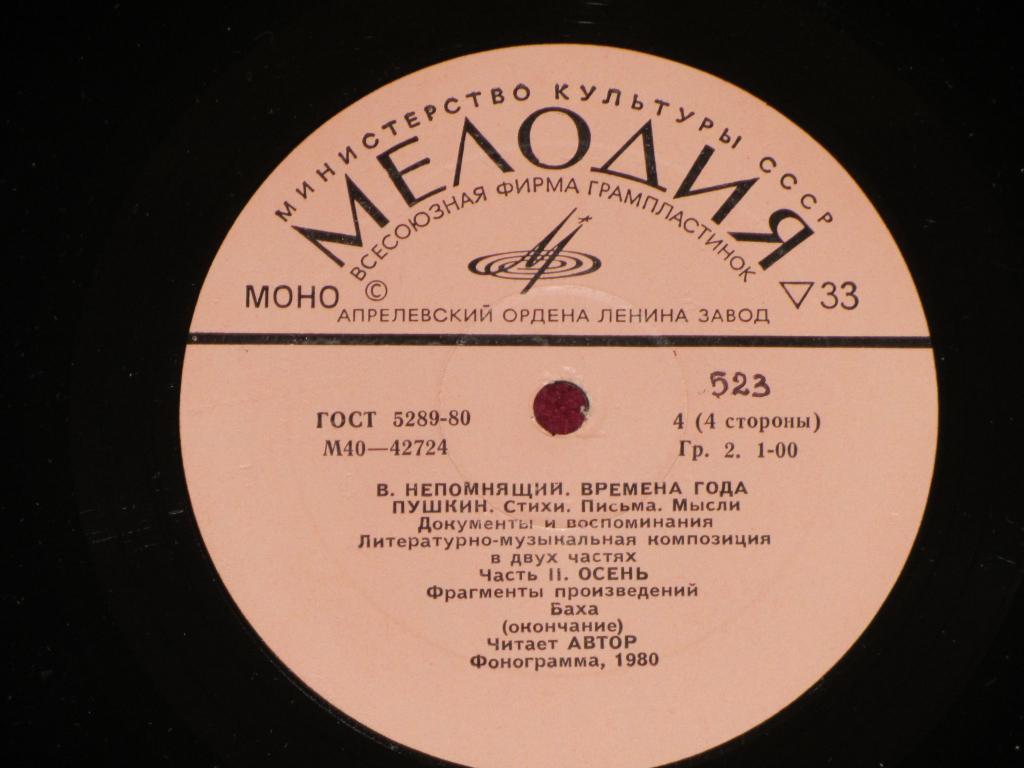 МИНИСТЕРСТВО КУЛЬТУРЫ СССР
МЕЛОДИЯ
ВСЕСОЮЗНАЯ ФИРМА ГРАМПЛАСТИНОК
МОНО © ▽33
АПРЕЛЕВСКИЙ ОРДЕНА ЛЕНИНА ЗАВОД
523
ГОСТ 5289-80 4 (4 стороны)
М40—42724 Гр. 2. 1-00
В. НЕПОМНЯЩИЙ. ВРЕМЕНА ГОДА
ПУШКИН. Стихи. Письма. Мысли
Документы и воспоминания
Литературно-музыкальная композиция
в двух частях
Часть II. ОСЕНЬ
Фрагменты произведений
Баха
(окончание)
Читает АВТОР
Фонограмма, 1980